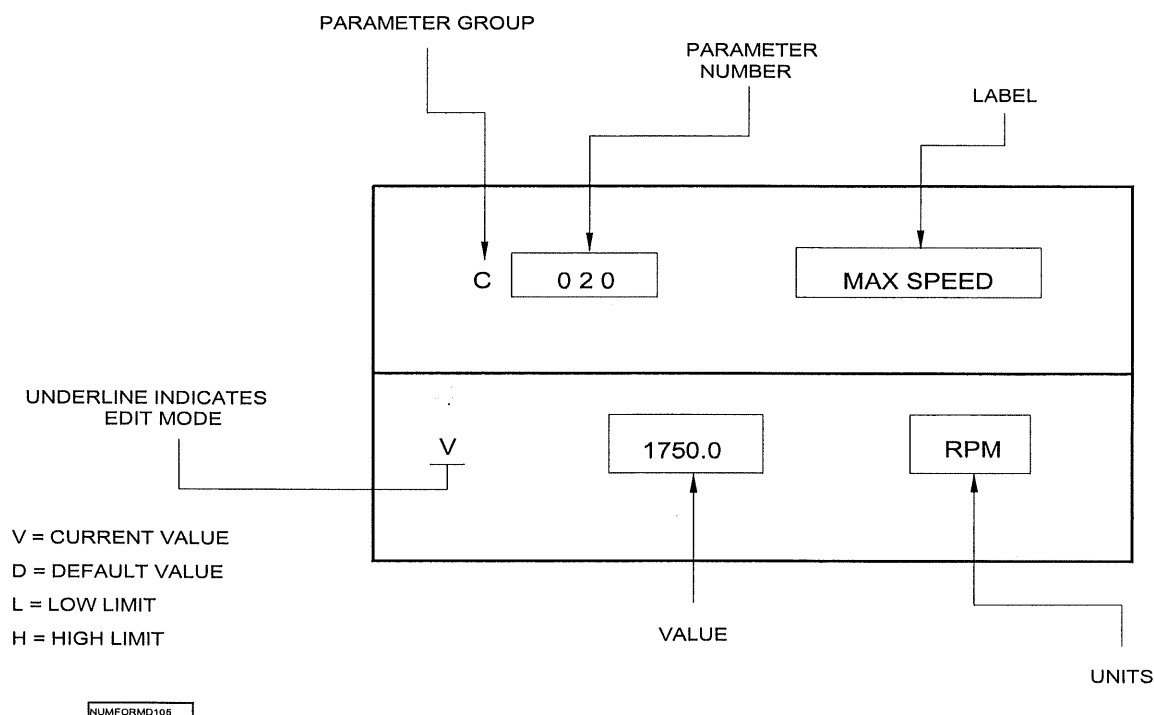 PARAMETER GROUP
PARAMETER
NUMBER
LABEL
C 0 2 0 MAX SPEED
UNDERLINE INDICATES
EDIT MODE
V 1750.0 RPM
V = CURRENT VALUE
D = DEFAULT VALUE
L = LOW LIMIT
H = HIGH LIMIT
VALUE
UNITS
NUMFORMD105